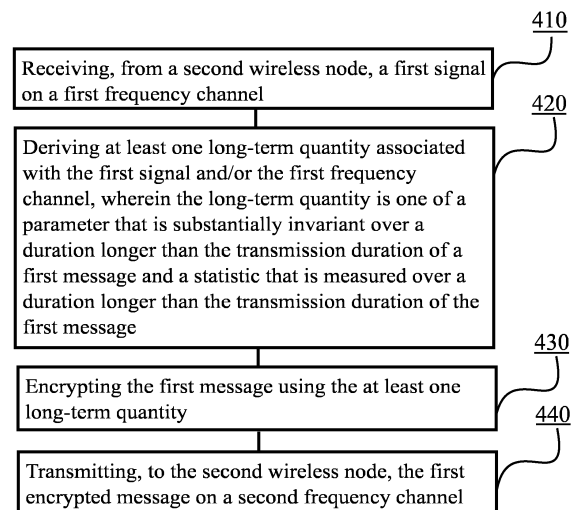 410
Receiving, from a second wireless node, a first signal
on a first frequency channel
420
Deriving at least one long-term quantity associated
with the first signal and/or the first frequency
channel, wherein the long-term quantity is one of a
parameter that is substantially invariant over a
duration longer than the transmission duration of a
first message and a statistic that is measured over a
duration longer than the transmission duration of the
first message
430
Encrypting the first message using the at least one
long-term quantity
440
Transmitting, to the second wireless node, the first
encrypted message on a second frequency channel